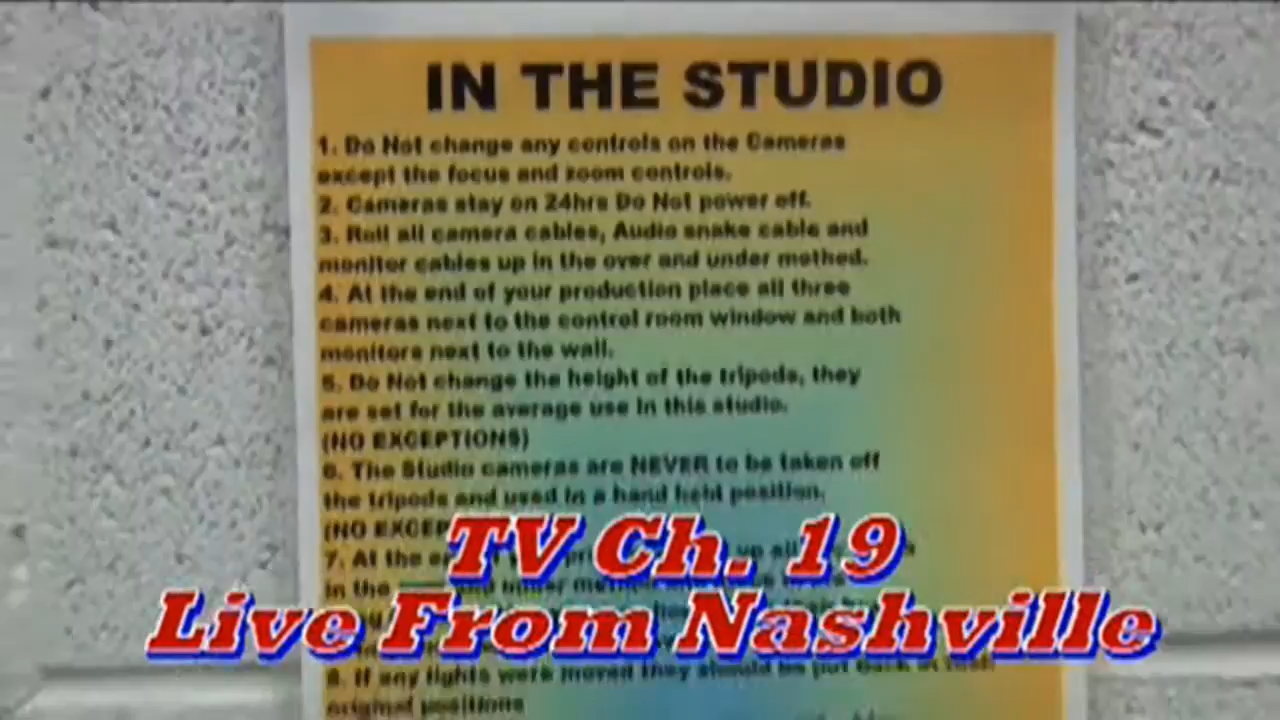 IN THE STUDIO
1. Do Not change any controls on the Cameras
except the focus and zoom controls.
2. Cameras stay on 24hrs Do Not power off.
3. Roll all camera cables, Audio snake cable and
monitor cables up in the over and under method.
4. At the end of your production place all three
cameras next to the control room window and both
monitors next to the wall.
5. Do Not change the height of the tripods, they
are set for the average use in this studio.
(NO EXCEPTIONS)
6. The Studio cameras are NEVER to be taken off
the tripods and used in a hand held position.
(NO
7. At the up
in the under
TV Ch. 19
Live From Nashville
8. If any lights were moved they should be put back
original positions